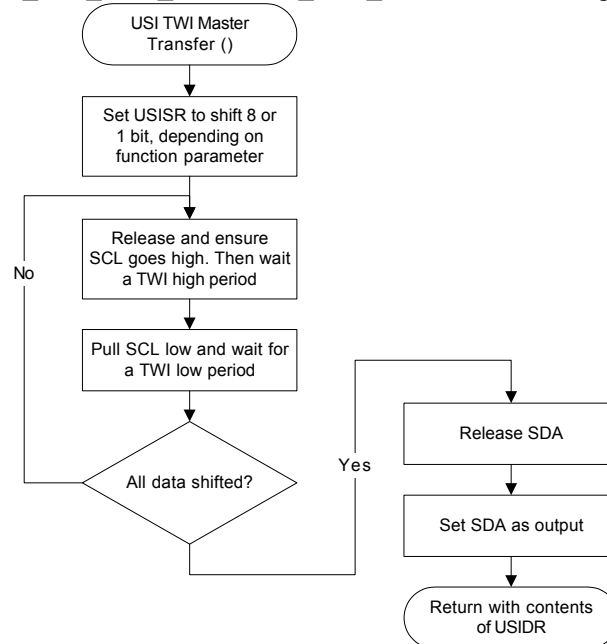 USI TWI Master
Transfer ()
Set USISR to shift 8 or
1 bit, depending on
function parameter
Release and ensure
SCL goes high. Then wait
a TWI high period
No
Pull SCL low and wait for
a TWI low period
All data shifted?
Yes
Release SDA
Set SDA as output
Return with contents
of USIDR